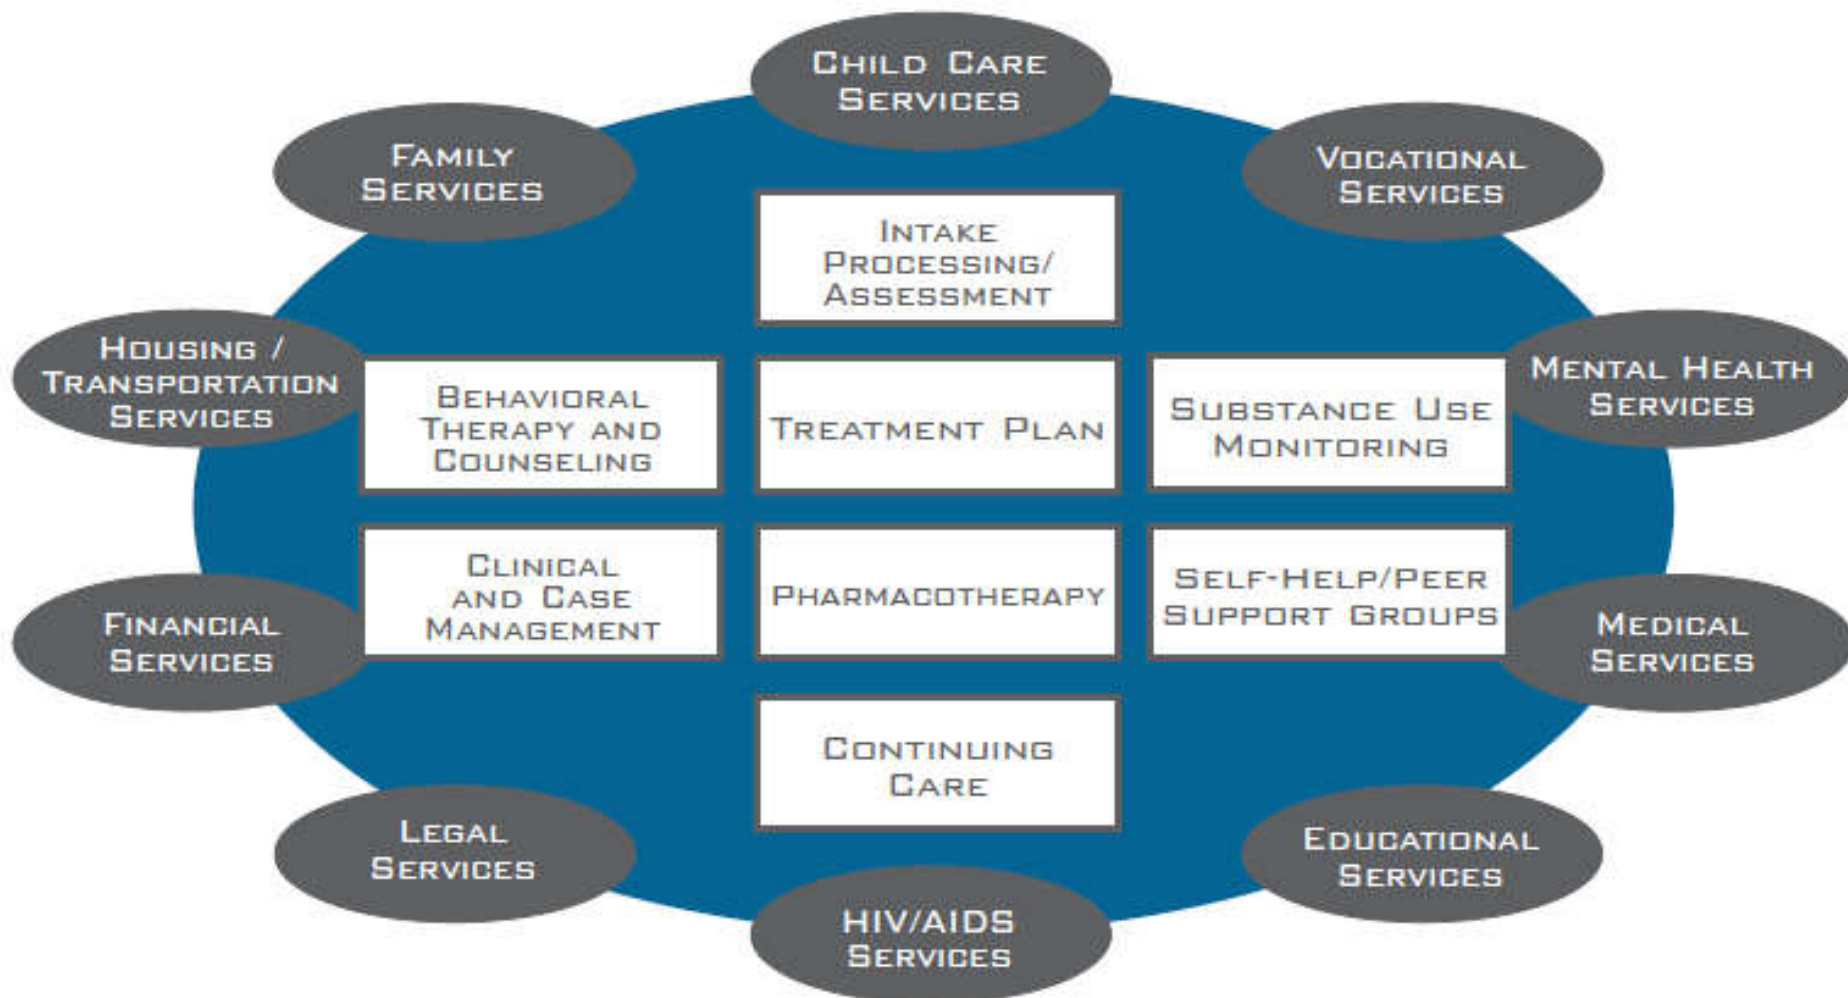 Child Care
Services
Family
Services
Vocational
Services
Intake
Processing/
Assessment
Housing /
Transportation
Services
Behavioral
Therapy and
Counseling
Treatment Plan
Substance Use
Monitoring
Mental Health
Services
Financial
Services
Clinical
and Case
Management
Pharmacotherapy
Self-Help/Peer
Support Groups
Medical
Services
Continuing
Care
Legal
Services
HIV/AIDS
Services
Educational
Services